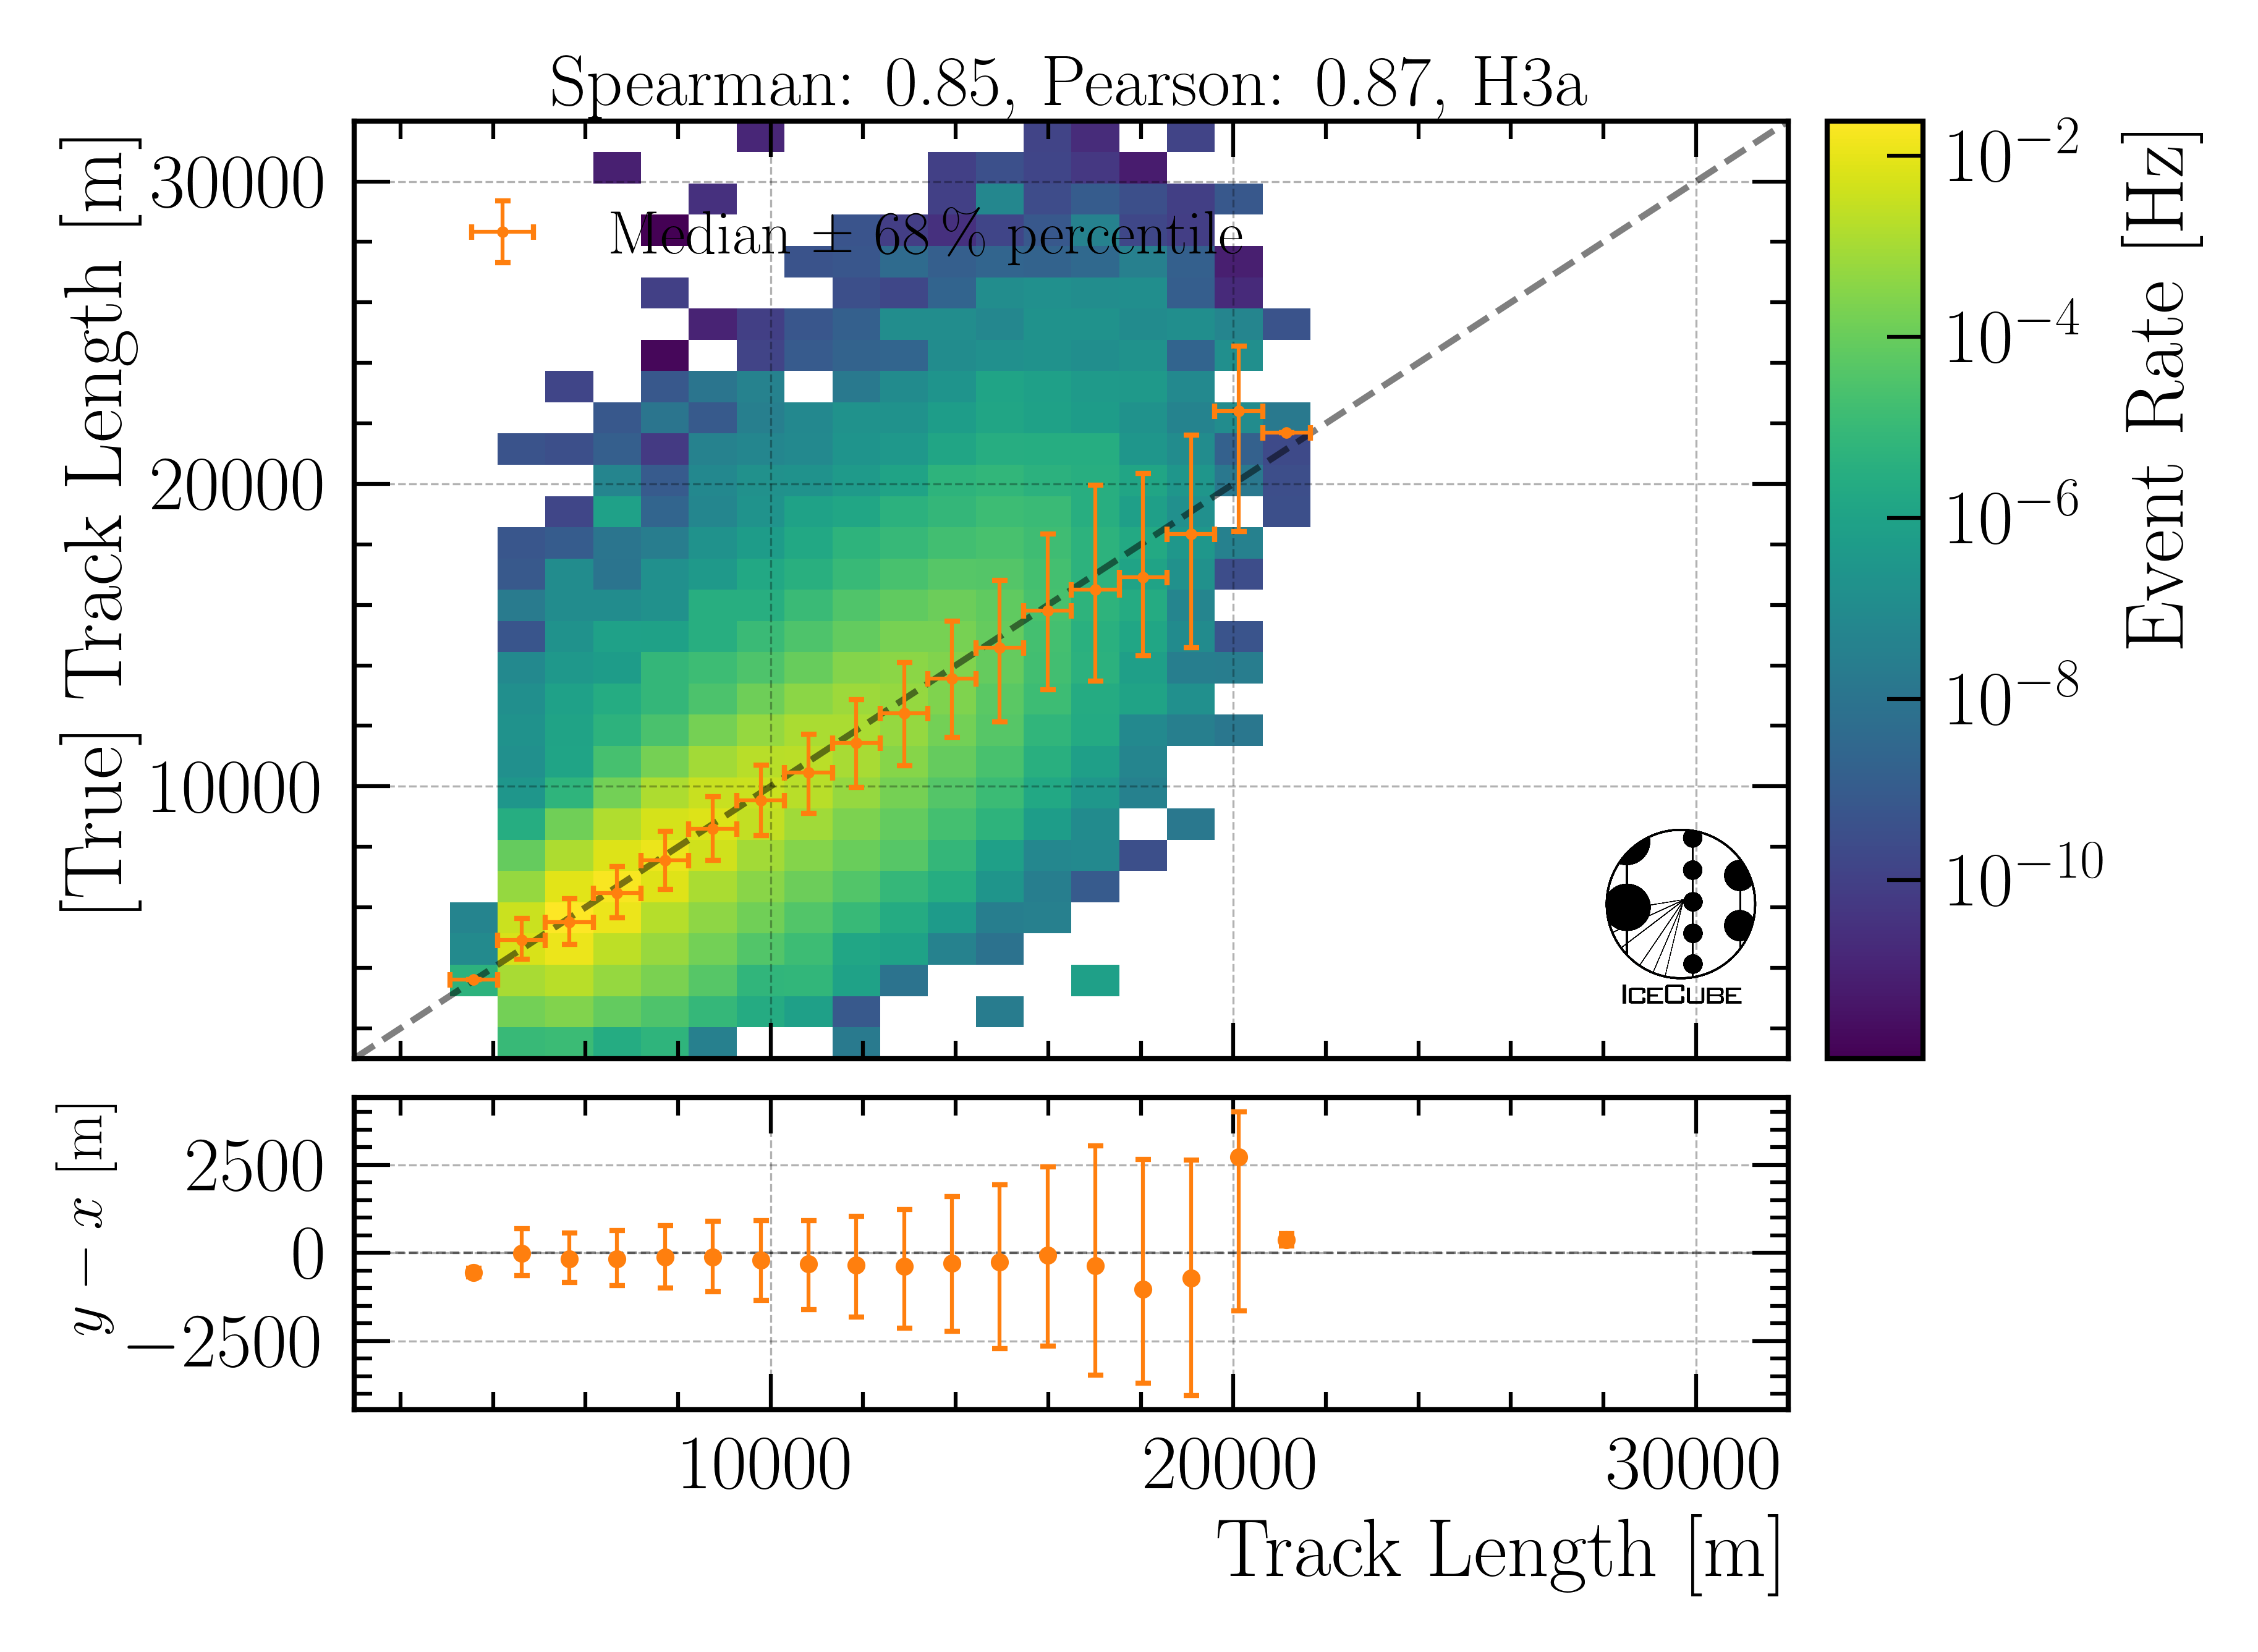 Spearman: 0.85, Pearson: 0.87, H3a
[True] Track Length [m]
30000
20000
10000
Median ± 68 % percentile
IceCube
10⁻²
10⁻⁴
10⁻⁶
10⁻⁸
10⁻¹⁰
Event Rate [Hz]
y − x [m]
2500
0
−2500
10000
20000
30000
Track Length [m]